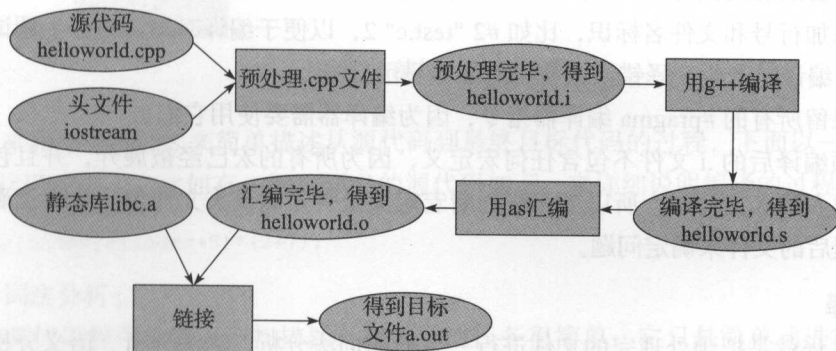 源代码
helloworld.cpp
头文件
iostream
预处理.cpp文件
预处理完毕，得到
helloworld.i
用g++编译
编译完毕，得到
helloworld.s
用as汇编
汇编完毕，得到
helloworld.o
静态库libc.a
链接
得到目标
文件a.out